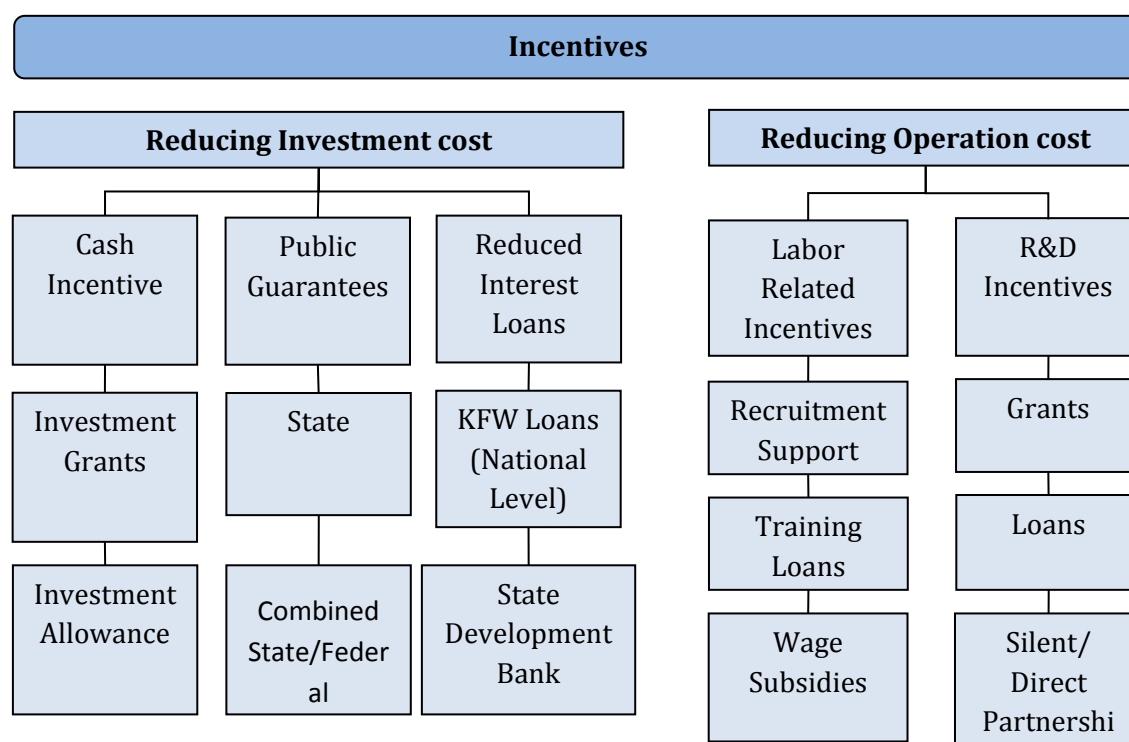 Incentives
Reducing Investment cost
Cash
Incentive
Public
Guarantees
Reduced
Interest
Loans
Investment
Grants
State
KFW Loans
(National
Level)
Investment
Allowance
Combined
State/Feder
al
State
Development
Bank
Reducing Operation cost
Labor
Related
Incentives
R&D
Incentives
Recruitment
Support
Grants
Training
Loans
Loans
Wage
Subsidies
Silent/
Direct
Partnershi